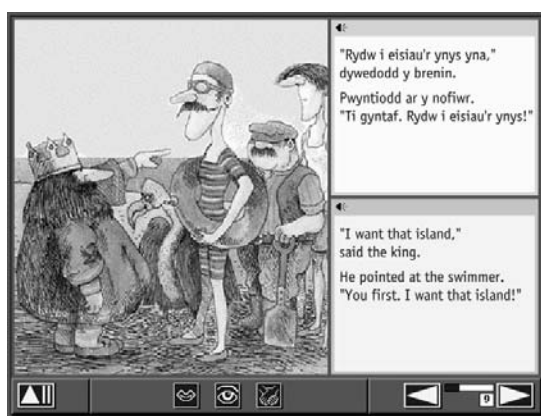 "Rydw i eisiau'r ynys yna,"
dywedodd y brenin.
Pwyntiodd ar y nofiwr.
"Ti gyntaf. Rydw i eisiau'r ynys!"
"I want that island,"
said the king.
He pointed at the swimmer.
"You first. I want that island!"
9